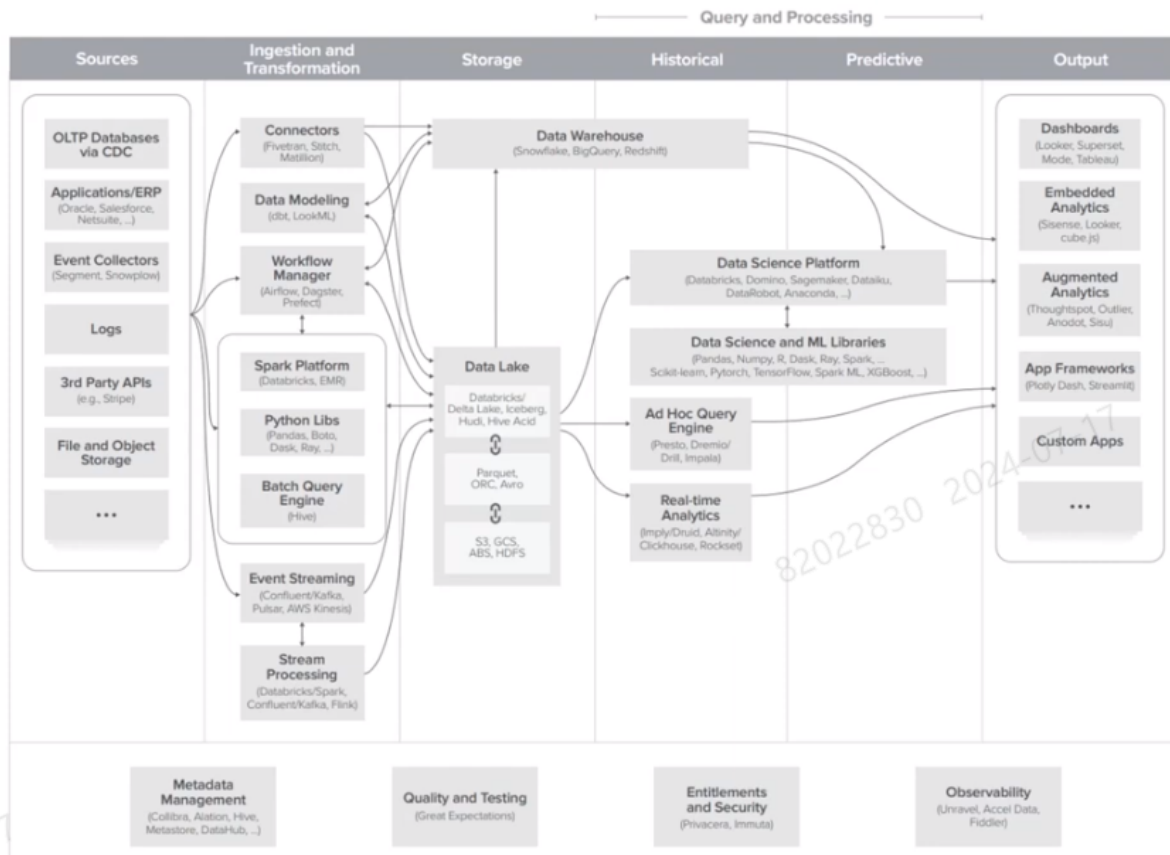 Query and Processing
Sources
Ingestion and
Transformation
Storage
Historical
Predictive
Output
OLTP Databases
via CDC
Applications/ERP
(Oracle, Salesforce,
Netsuite, ...)
Event Collectors
(Segment, Snowplow)
Logs
3rd Party APIs
(e.g., Stripe)
File and Object
Storage
...
Connectors
(Fivetran, Stitch,
Matillion)
Data Modeling
(dbt, LookML)
Workflow
Manager
(Airflow, Dagster,
Prefect)
Spark Platform
(Databricks, EMR)
Python Libs
(Pandas, Boto,
Dask, Ray, ...)
Batch Query
Engine
(Hive)
Event Streaming
(Confluent/Kafka,
Pulsar, AWS Kinesis)
Stream
Processing
(Databricks/Spark,
Confluent/Kafka, Flink)
Data Warehouse
(Snowflake, BigQuery, Redshift)
Data Lake
Databricks/
Delta Lake, Iceberg,
Hudi, Hive Acid
Parquet,
ORC, Avro
S3, GCS,
ABS, HDFS
Data Science Platform
(Databricks, Domino, Sagemaker, Dataiku,
DataRobot, Anaconda, ...)
Data Science and ML Libraries
(Pandas, Numpy, R, Dask, Ray, Spark, ...
Scikit-learn, Pytorch, TensorFlow, Spark ML, XGBoost, ...)
Ad Hoc Query
Engine
(Presto, Dremio/
Drill, Impala)
Real-time
Analytics
(Imply/Druid, Altinity/
Clickhouse, Rockset)
Dashboards
(Looker, Superset,
Mode, Tableau)
Embedded
Analytics
(Sisense, Looker,
cube.js)
Augmented
Analytics
(Thoughtspot, Outlier,
Anodot, Sisu)
App Frameworks
(Plotly Dash, Streamlit)
Custom Apps
...
82022830 2024-07-17
Metadata
Management
(Collibra, Alation, Hive,
Metastore, DataHub, ...)
Quality and Testing
(Great Expectations)
Entitlements
and Security
(Privacera, Immuta)
Observability
(Unravel, Accel Data,
Fiddler)